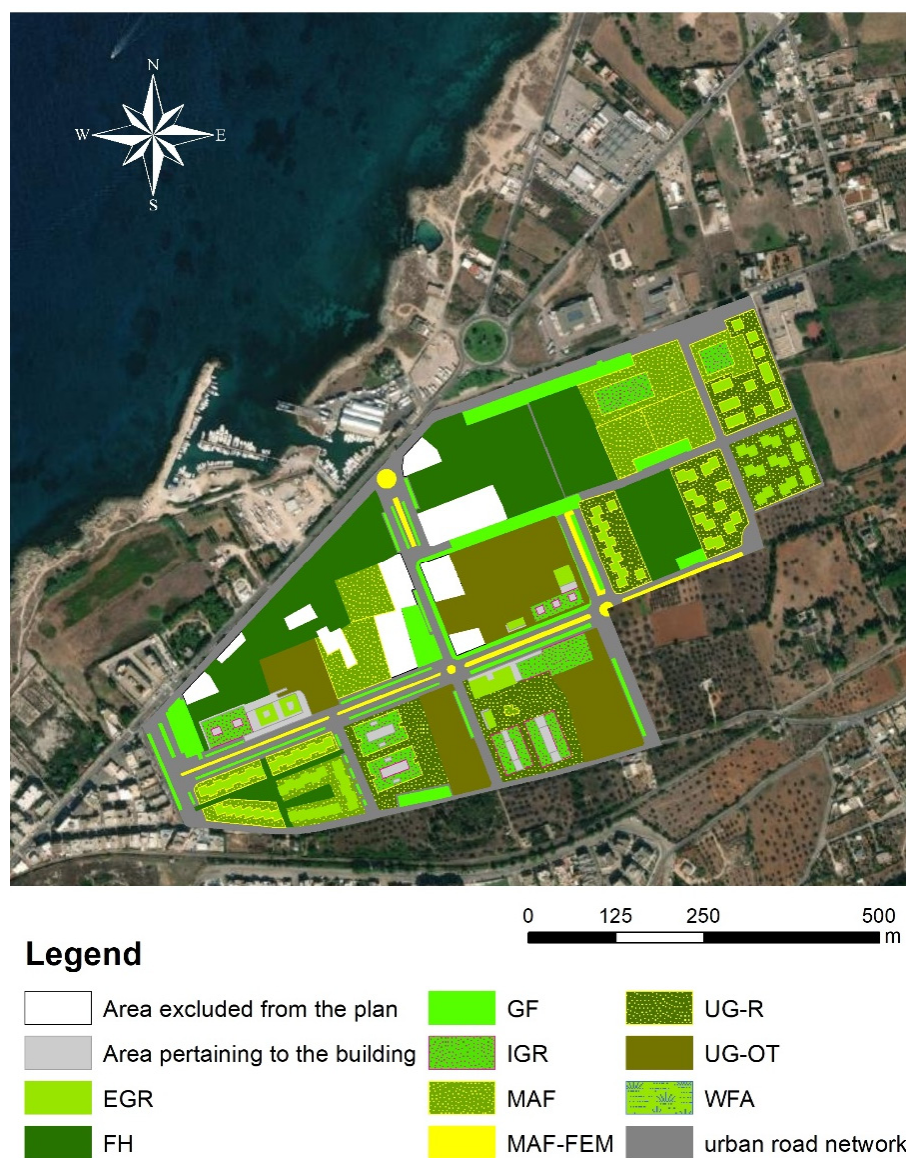 N
W E
S
0 125 250 500
m
Legend
Area excluded from the plan
Area pertaining to the building
EGR
FH
GF
IGR
MAF
MAF-FEM
UG-R
UG-OT
WFA
urban road network